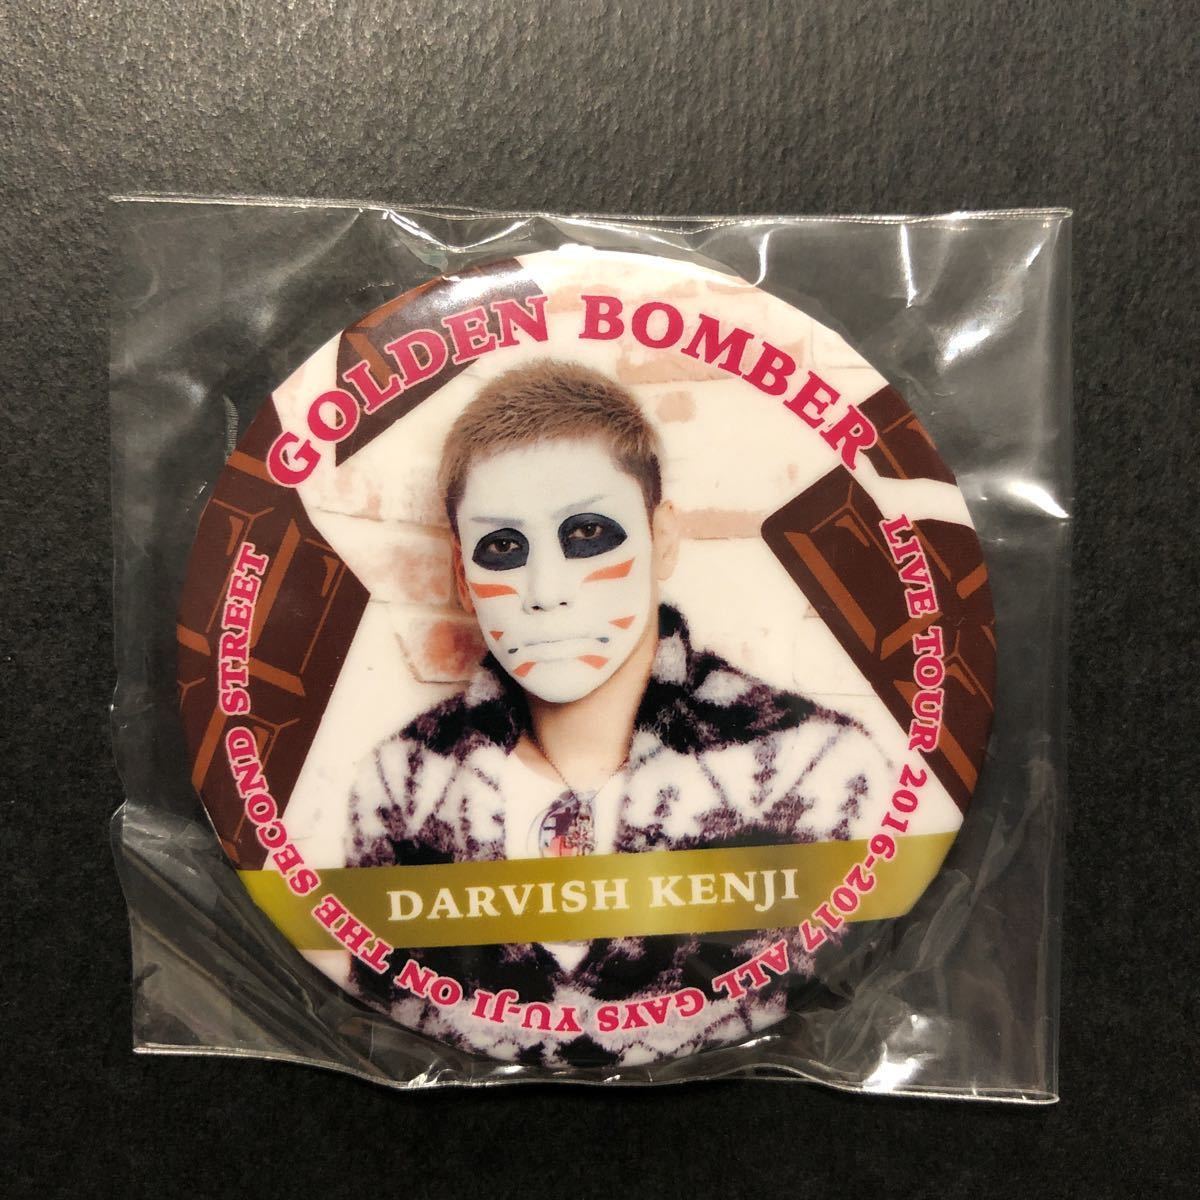 GOLDEN BOMBER
LIVE TOUR 2016-2017 ALL GAYS YU-JI ON THE SECOND STREET
DARVISH KENJI